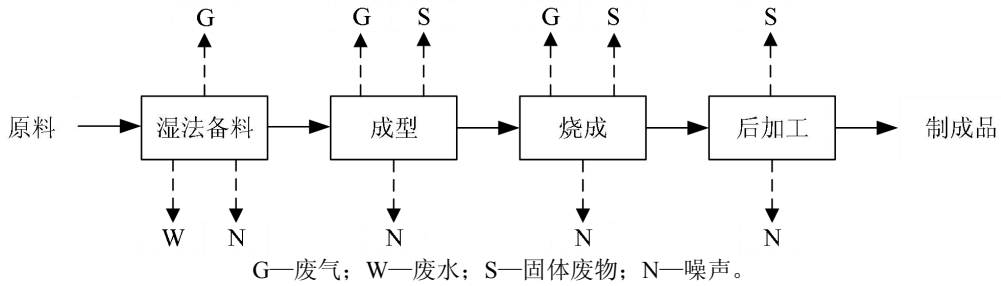 G G S G S S
原料 湿法备料 成型 烧成 后加工 制成品
W N N N N
G—废气；W—废水；S—固体废物；N—噪声。